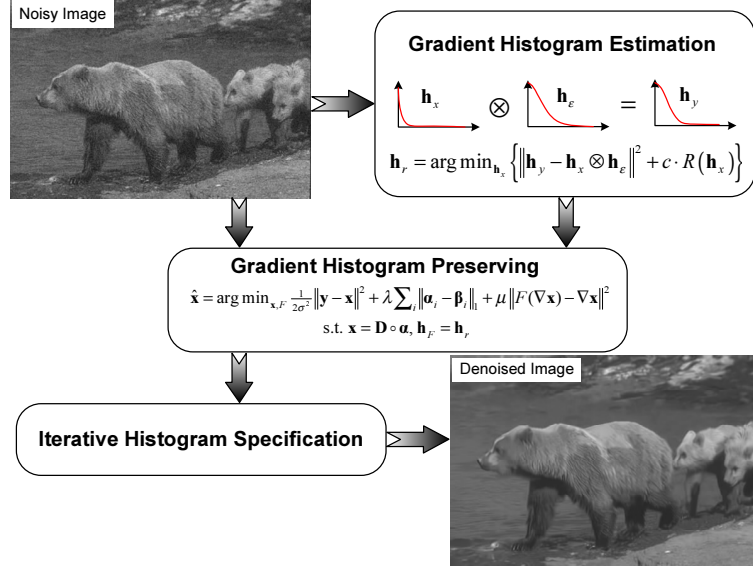 Noisy Image
Gradient Histogram Estimation
h_x ⊗ h_ε = h_y
h_r = arg min_{h_x} { ‖h_y − h_x ⊗ h_ε‖² + c · R(h_x) }
Gradient Histogram Preserving
x̂ = arg min_{x,F} 1/(2σ²) ‖y − x‖² + λ ∑_i ‖α_i − β_i‖_1 + μ ‖F(∇x) − ∇x‖²
s.t. x = D ∘ α, h_F = h_r
Denoised Image
Iterative Histogram Specification